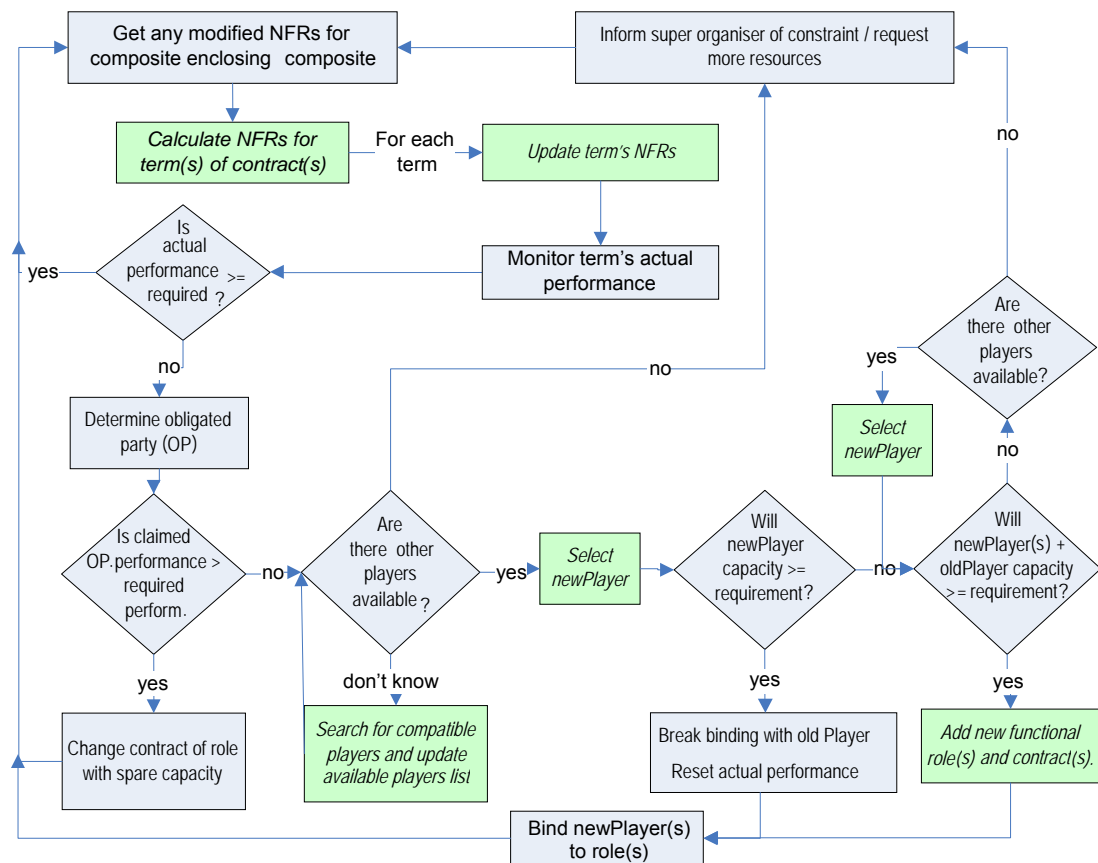 Get any modified NFRs for
composite enclosing composite
Inform super organiser of constraint / request
more resources
no
Calculate NFRs for
term(s) of contract(s)
For each
term
Update term's NFRs
Is
actual
performance >=
required ?
yes
Monitor term's actual
performance
Are
there other
players
available?
yes
no
no
Determine obligated
party (OP)
Select
newPlayer
no
Is claimed
OP.performance >
required
perform.
no
Are
there other
players
available ?
yes
Select
newPlayer
Will
newPlayer
capacity >=
requirement?
no
Will
newPlayer(s) +
oldPlayer capacity
>= requirement?
yes
don't know
yes
yes
Change contract of role
with spare capacity
Search for compatible
players and update
available players list
Break binding with old Player
Reset actual performance
Add new functional
role(s) and contract(s).
Bind newPlayer(s)
to role(s)